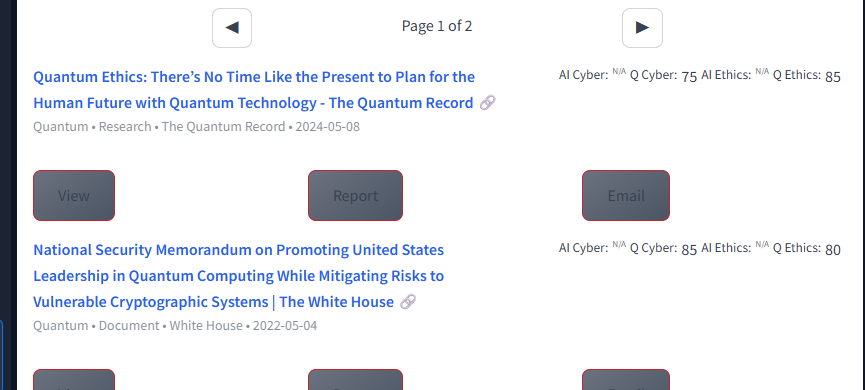 ◀ Page 1 of 2 ▶
Quantum Ethics: There’s No Time Like the Present to Plan for the
Human Future with Quantum Technology - The Quantum Record
Quantum • Research • The Quantum Record • 2024-05-08
AI Cyber: N/A Q Cyber: 75 AI Ethics: N/A Q Ethics: 85
View Report Email
National Security Memorandum on Promoting United States
Leadership in Quantum Computing While Mitigating Risks to
Vulnerable Cryptographic Systems | The White House
Quantum • Document • White House • 2022-05-04
AI Cyber: N/A Q Cyber: 85 AI Ethics: N/A Q Ethics: 80